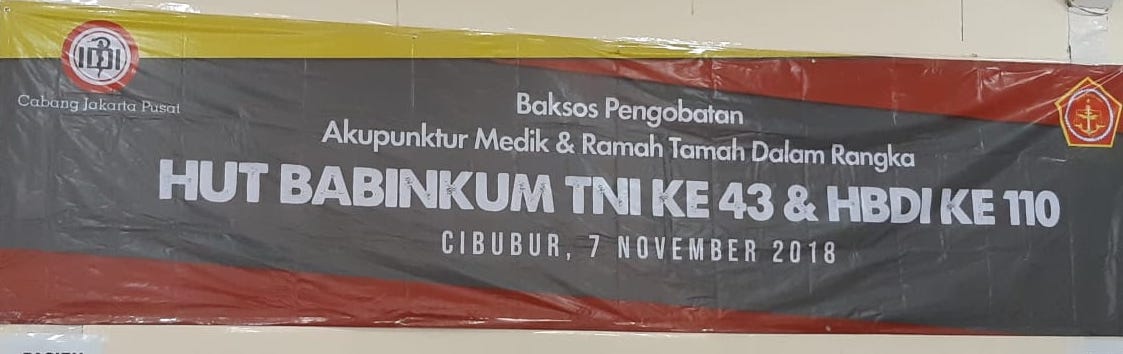 IDI
Cabang Jakarta Pusat
Baksos Pengobatan
Akupunktur Medik & Ramah Tamah Dalam Rangka
HUT BABINKUM TNI KE 43 & HBDI KE 110
CIBUBUR, 7 NOVEMBER 2018